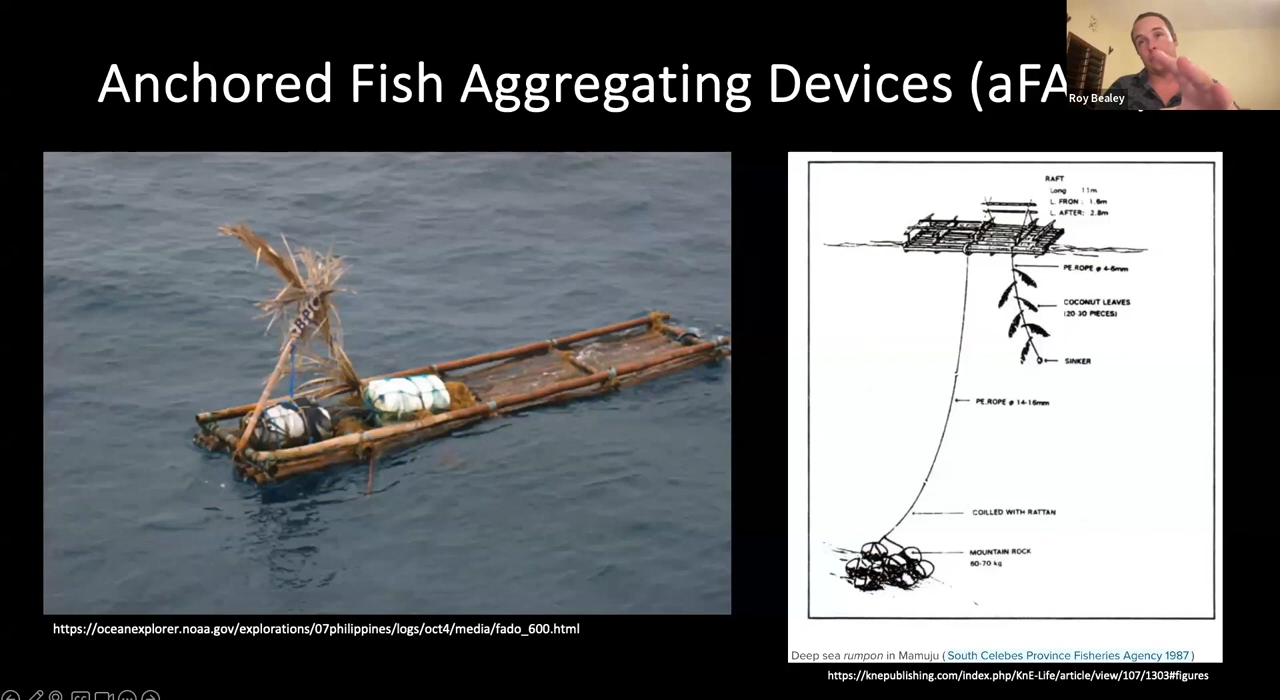 Anchored Fish Aggregating Devices (aFA
Roy Bealey
RAFT
Long 11m
L. FRON : 1.6m
L. AFTER: 2.8m
PE.ROPE ø 4-6mm
COCONUT LEAVES
(20-30 PIECES)
SINKER
PE.ROPE ø 14-16mm
COILLED WITH RATTAN
MOUNTAIN ROCK
60-70 kg
https://oceanexplorer.noaa.gov/explorations/07philippines/logs/oct4/media/fado_600.html
Deep sea rumpon in Mamuju (South Celebes Province Fisheries Agency 1987)
https://knepublishing.com/index.php/KnE-Life/article/view/107/1303#figures